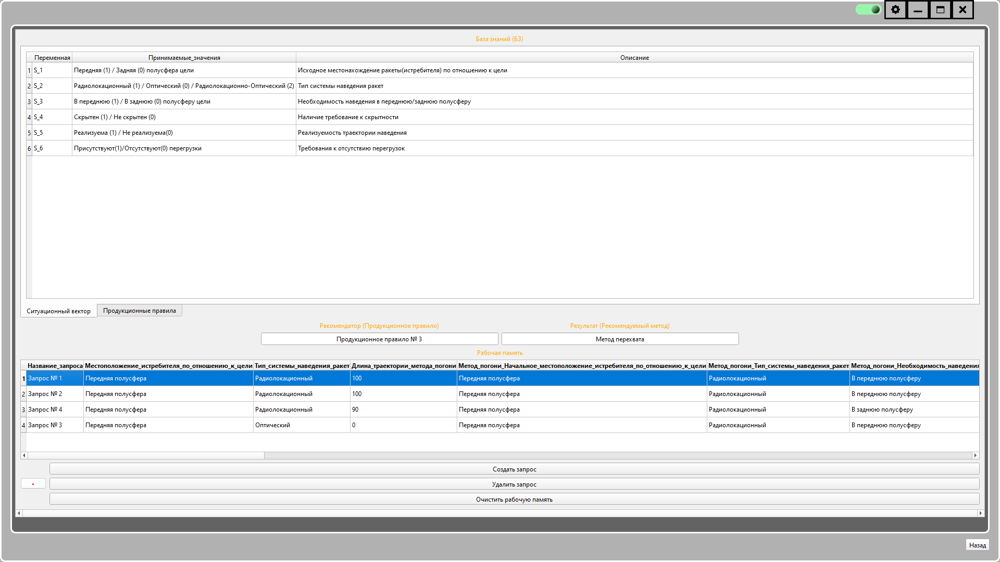 База знаний (БЗ)
Переменная Принимаемые_значения Описание
1 S_1 Передняя (1) / Задняя (0) полусфера цели Исходное местонахождение ракеты(истребителя) по отношению к цели
2 S_2 Радиолокационный (1) / Оптический (0) / Радиолокационно-Оптический (2) Тип системы наведения ракет
3 S_3 В переднюю (1) / В заднюю (0) полусферу цели Необходимость наведения в переднюю/заднюю полусферу
4 S_4 Скрытен (1) / Не скрытен (0) Наличие требование к скрытности
5 S_5 Реализуема (1) / Не реализуема(0) Реализуемость траектории наведения
6 S_6 Присутствуют(1)/Отсутствуют(0) перегрузки Требования к отсутствию перегрузок
Ситуационный вектор Продукционные правила
Рекомендатор (Продукционное правило) Результат (Рекомендуемый метод)
Продукционное правило № 3 Метод перехвата
Рабочая память
Название_запроса Местоположение_истребителя_по_отношению_к_цели Тип_системы_наведения_ракет Длина_траектории_метода_погони Метод_погони_Начальное_местоположение_истребителя_по_отношению_к_цели Метод_погони_Тип_системы_наведения_ракет Метод_погони_Необходимость_наведения
1 Запрос № 1 Передняя полусфера Радиолокационный 100 Передняя полусфера Радиолокационный В переднюю полусферу
2 Запрос № 2 Передняя полусфера Радиолокационный 100 Передняя полусфера Радиолокационный В переднюю полусферу
3 Запрос № 4 Передняя полусфера Радиолокационный 90 Передняя полусфера Радиолокационный В заднюю полусферу
4 Запрос № 3 Передняя полусфера Оптический 0 Передняя полусфера Радиолокационный В переднюю полусферу
Создать запрос
Удалить запрос
Очистить рабочую память
Назад